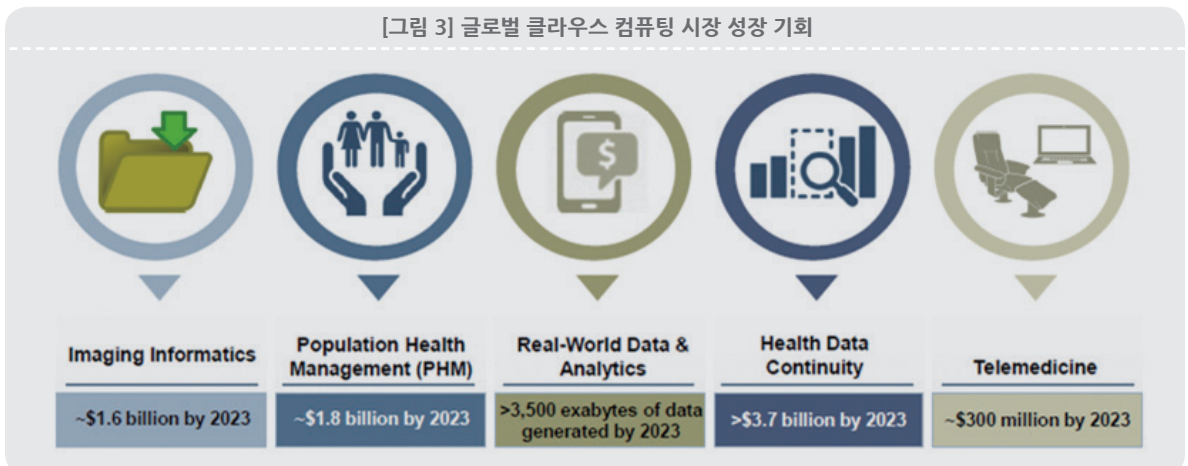 [그림 3] 글로벌 클라우스 컴퓨팅 시장 성장 기회
$
Imaging Informatics
~$1.6 billion by 2023
Population Health
Management (PHM)
~$1.8 billion by 2023
Real-World Data &
Analytics
>3,500 exabytes of data
generated by 2023
Health Data
Continuity
>$3.7 billion by 2023
Telemedicine
~$300 million by 2023